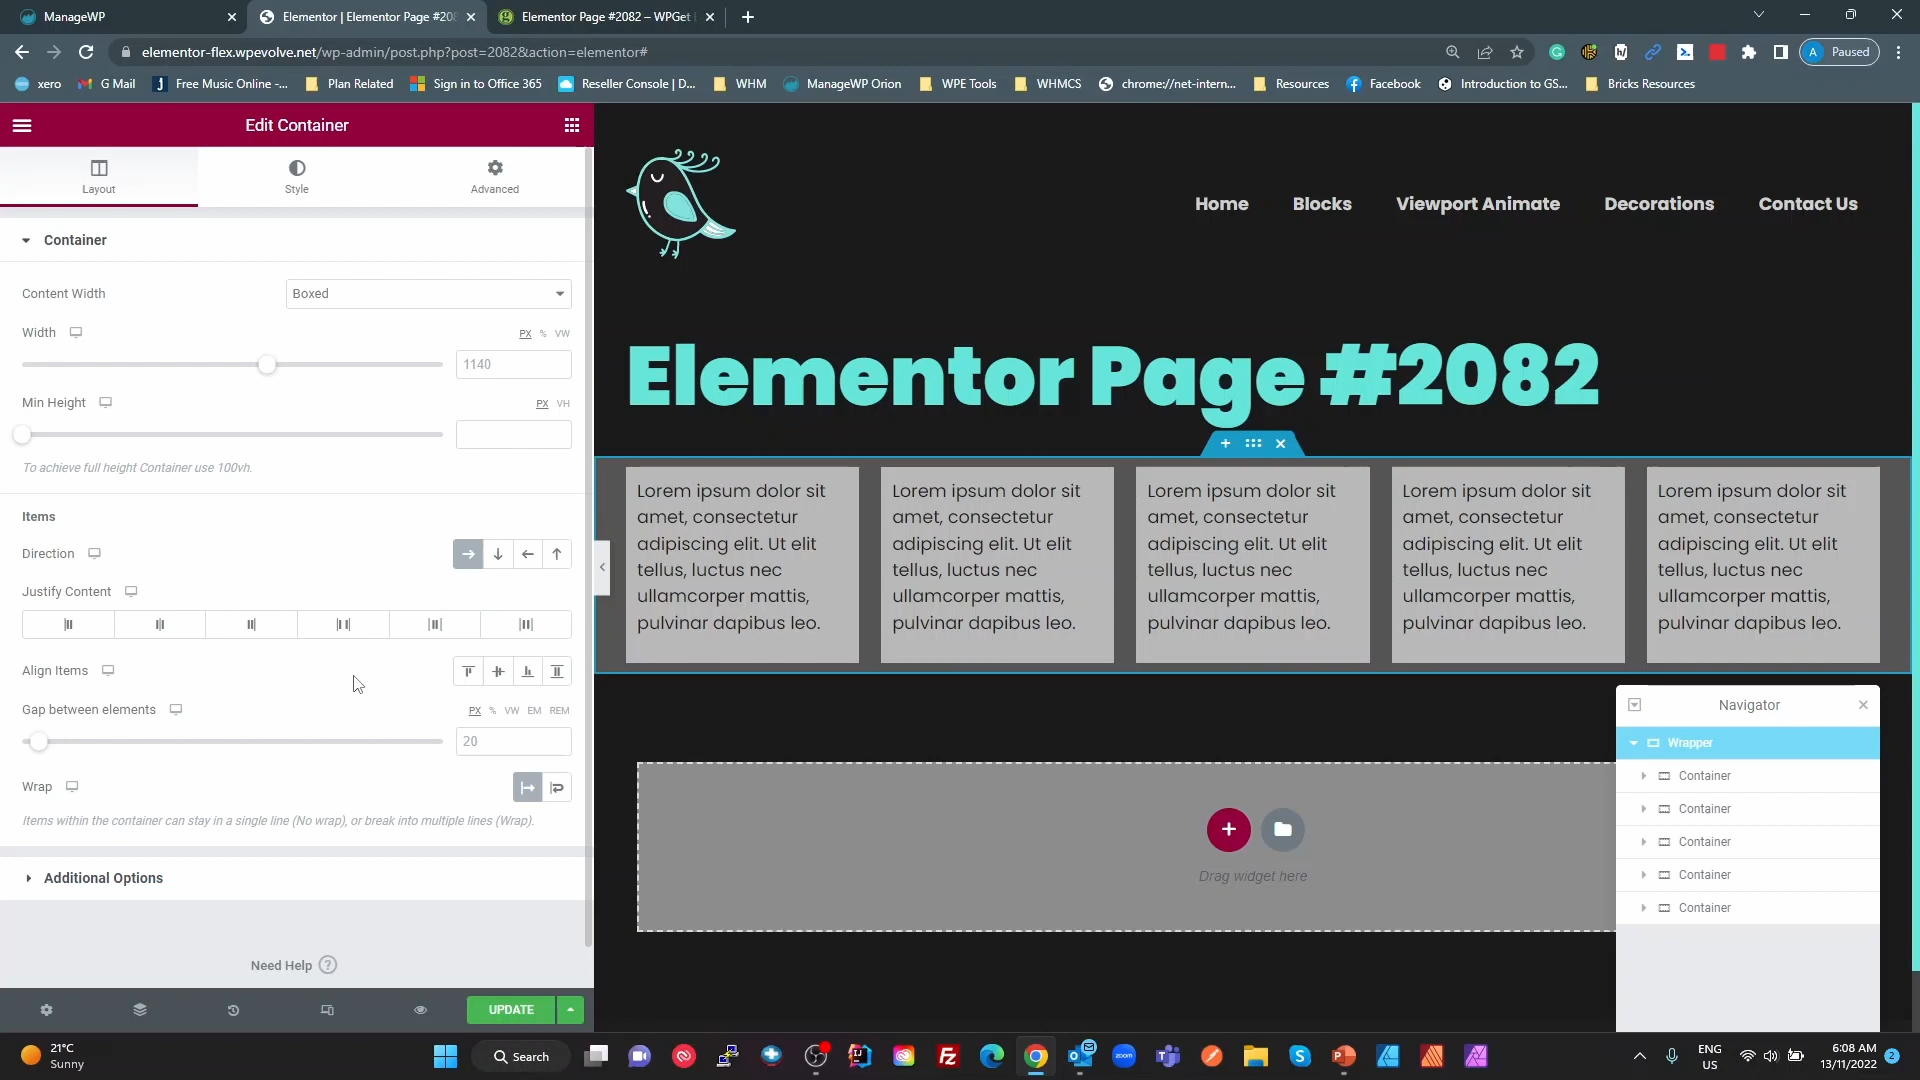 ManageWP
Elementor | Elementor Page #208
Elementor Page #2082 – WPGet
elementor-flex.wpevolve.net/wp-admin/post.php?post=2082&action=elementor#
Paused
xero
G Mail
Free Music Online -...
Plan Related
Sign in to Office 365
Reseller Console | D...
WHM
ManageWP Orion
WPE Tools
WHMCS
chrome://net-intern...
Resources
Facebook
Introduction to GS...
Bricks Resources
Edit Container
Layout
Style
Advanced
Container
Content Width
Boxed
Width
PX % VW
1140
Min Height
PX VH
To achieve full height Container use 100vh.
Items
Direction
Justify Content
Align Items
Gap between elements
PX % VW EM REM
20
Wrap
Items within the container can stay in a single line (No wrap), or break into multiple lines (Wrap).
Additional Options
Need Help
UPDATE
Home
Blocks
Viewport Animate
Decorations
Contact Us
Elementor Page #2082
Lorem ipsum dolor sit
amet, consectetur
adipiscing elit. Ut elit
tellus, luctus nec
ullamcorper mattis,
pulvinar dapibus leo.
Lorem ipsum dolor sit
amet, consectetur
adipiscing elit. Ut elit
tellus, luctus nec
ullamcorper mattis,
pulvinar dapibus leo.
Lorem ipsum dolor sit
amet, consectetur
adipiscing elit. Ut elit
tellus, luctus nec
ullamcorper mattis,
pulvinar dapibus leo.
Lorem ipsum dolor sit
amet, consectetur
adipiscing elit. Ut elit
tellus, luctus nec
ullamcorper mattis,
pulvinar dapibus leo.
Lorem ipsum dolor sit
amet, consectetur
adipiscing elit. Ut elit
tellus, luctus nec
ullamcorper mattis,
pulvinar dapibus leo.
Drag widget here
Navigator
Wrapper
Container
Container
Container
Container
Container
21°C
Sunny
Search
zoom
ENG
US
6:08 AM
13/11/2022
2